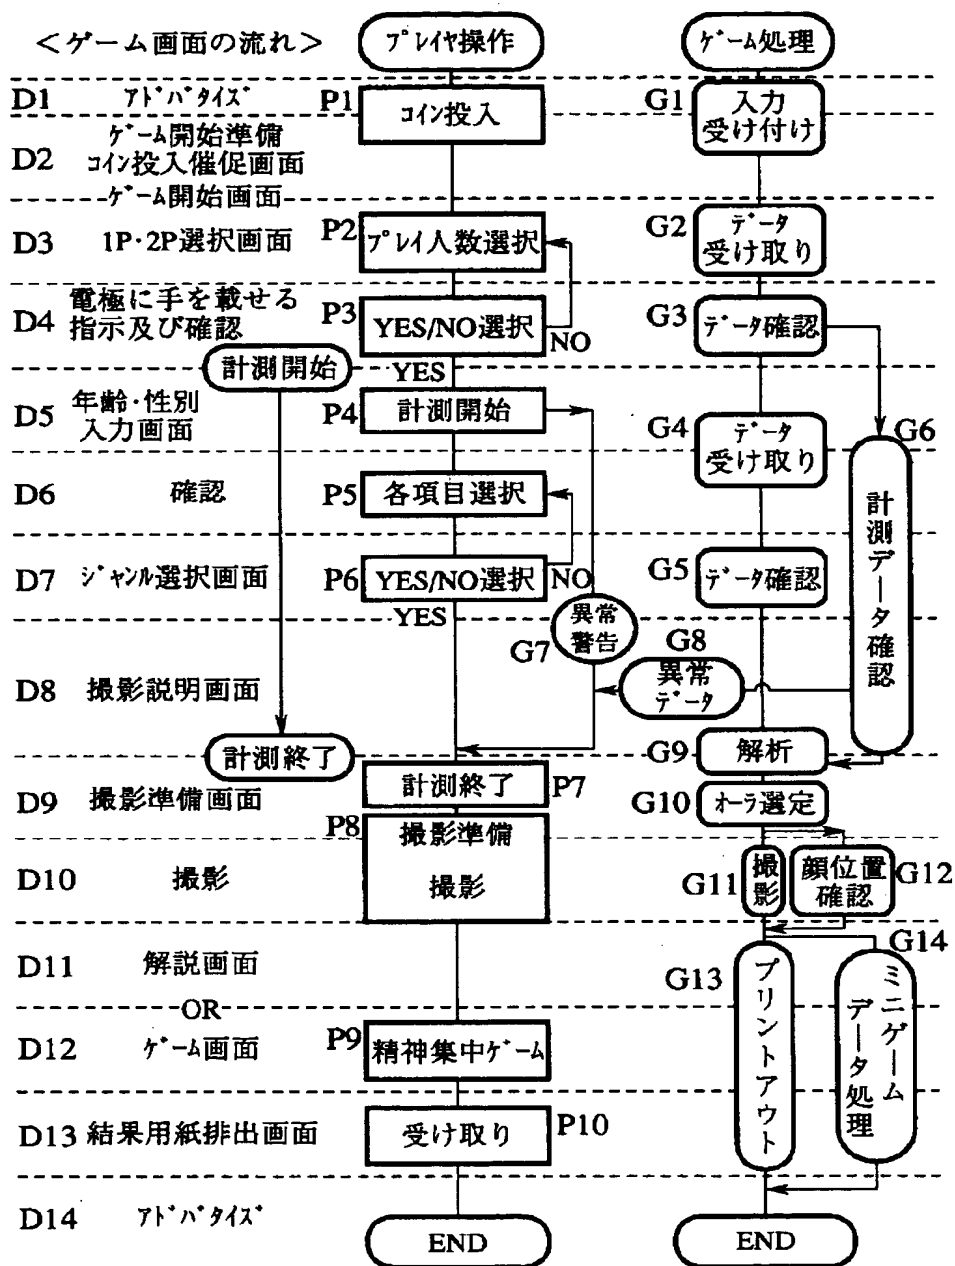 <ゲーム画面の流れ>
プレイヤ操作
ゲーム処理
D1 アドバタイズ
P1
コイン投入
G1
入力
受け付け
D2
ゲーム開始準備
コイン投入催促画面
ゲーム開始画面
D3 1P·2P選択画面
P2
プレイ人数選択
G2
データ
受け取り
D4
電極に手を載せる
指示及び確認
P3
YES/NO選択
NO
YES
G3
データ確認
計測開始
D5
年齢·性別
入力画面
P4
計測開始
G4
データ
受け取り
G6
計測データ確認
D6 確認
P5
各項目選択
D7 ジャンル選択画面
P6
YES/NO選択
NO
YES
G5
データ確認
G7
異常
警告
G8
異常
データ
D8 撮影説明画面
計測終了
G9
解析
D9 撮影準備画面
計測終了
P7
G10
オーラ選定
P8
撮影準備
撮影
D10 撮影
G11
撮影
顔位置
確認
G12
D11 解説画面
G13
プリントアウト
G14
ミニゲーム
データ処理
OR
D12 ゲーム画面
P9
精神集中ゲーム
D13 結果用紙排出画面
受け取り
P10
D14 アドバタイズ
END
END